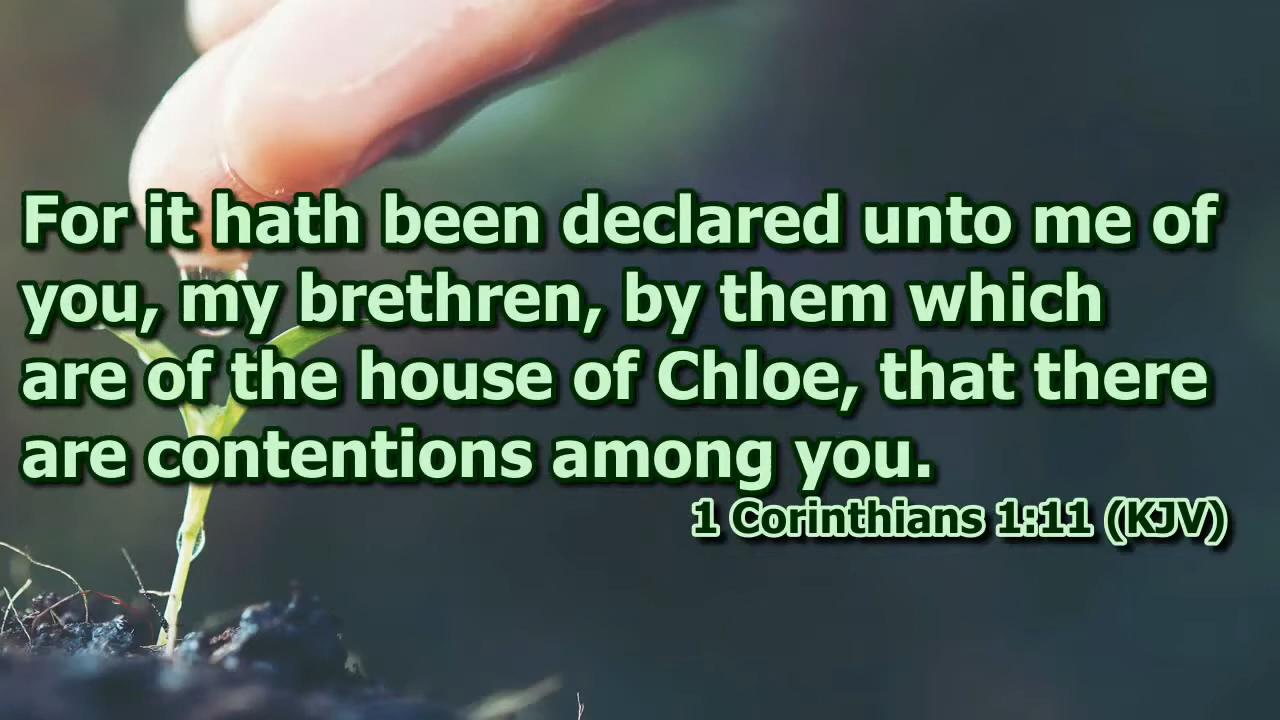 For it hath been declared unto me of
you, my brethren, by them which
are of the house of Chloe, that there
are contentions among you.
1 Corinthians 1:11 (KJV)